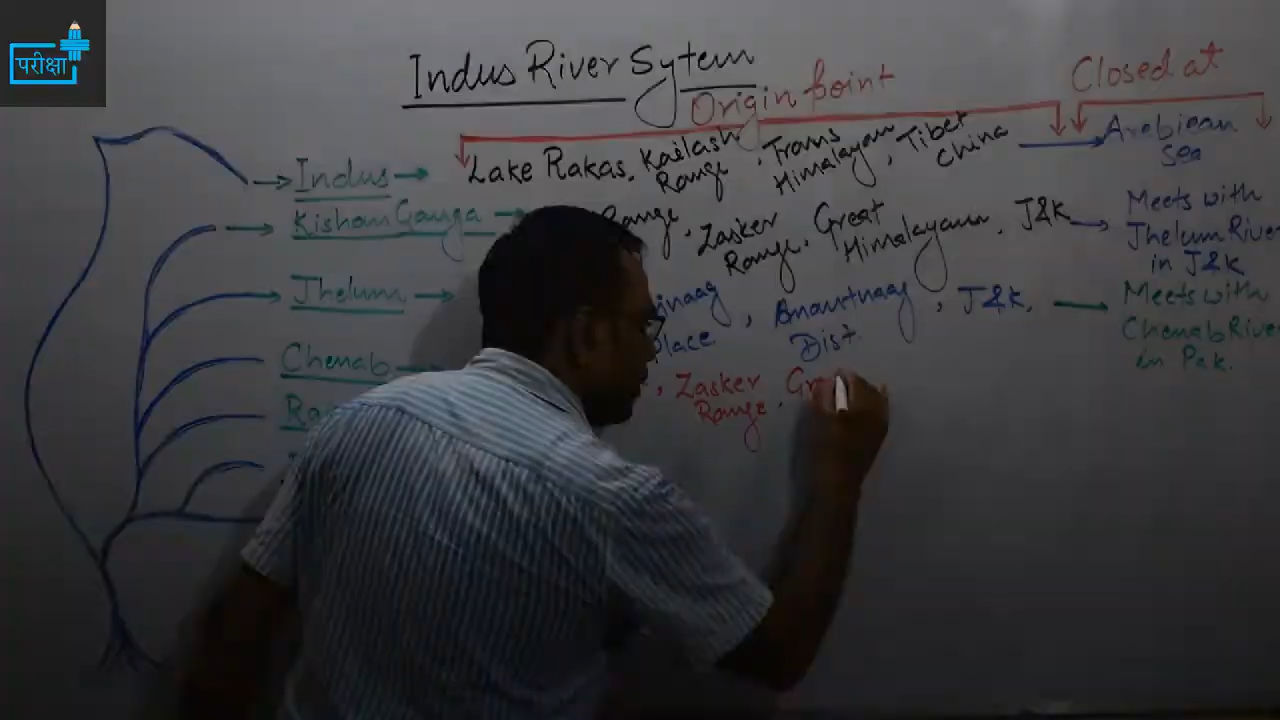 परीक्षा
Indus River Sytem
Origin point
Closed at
Indus
Lake Rakas, Kailash Range, Trans Himalayan, Tibet China
Arabiean Sea
Kishan Ganga
Range, Zasker Range, Great Himalayan, J&K
Meets with Jhelum River in J&K
Jhelum
inaag place, Anawtnaag Dist., J&K.
Meets with Chenab River in Pak.
Chenab
, Zasker Range,